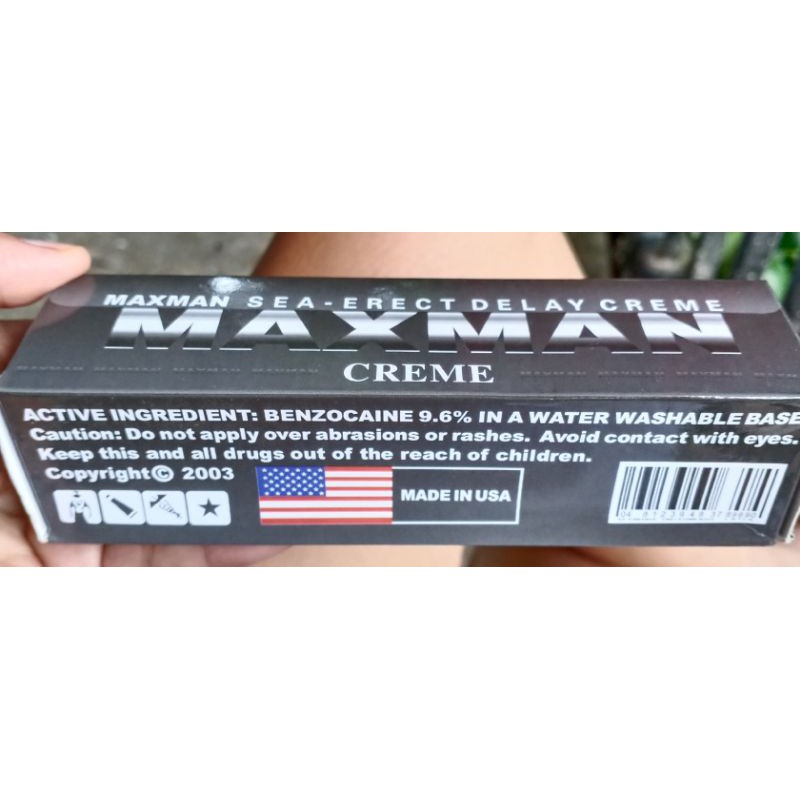 MAXMAN SEA-ERECT DELAY CREME
MAXMAN
CREME
ACTIVE INGREDIENT: BENZOCAINE 9.6% IN A WATER WASHABLE BASE
Caution: Do not apply over abrasions or rashes. Avoid contact with eyes.
Keep this and all drugs out of the reach of children.
Copyright© 2003
MADE IN USA